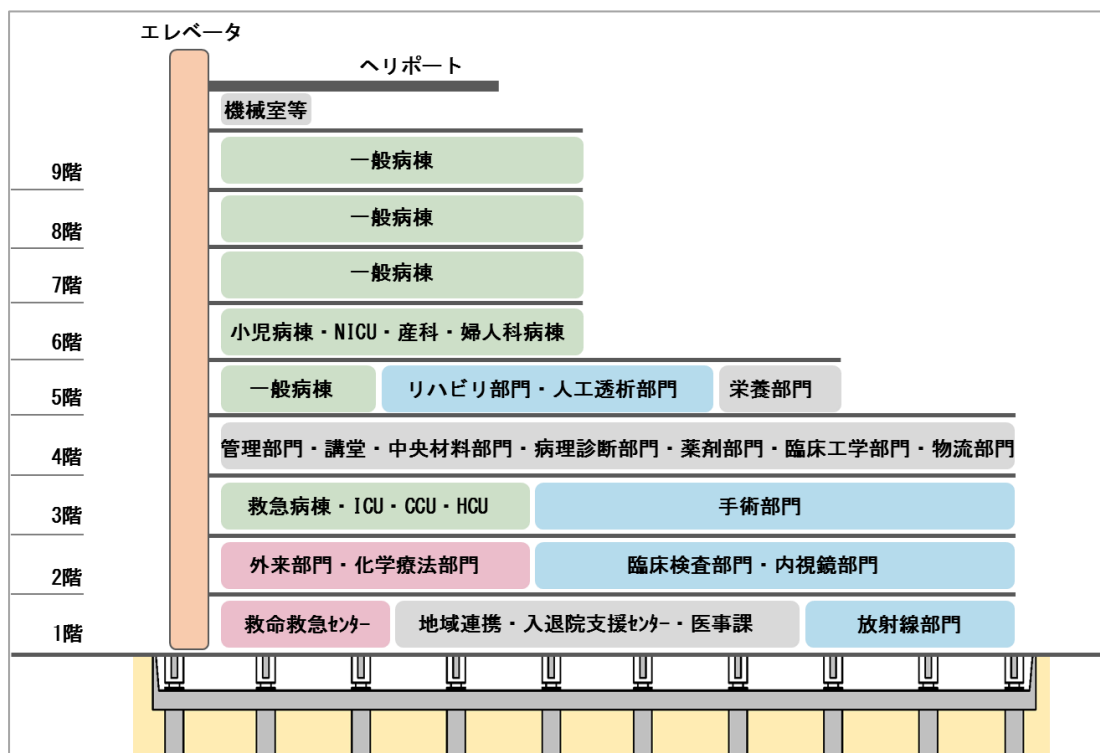 エレベータ
ヘリポート
機械室等
9階
一般病棟
8階
一般病棟
7階
一般病棟
6階
小児病棟・NICU・産科・婦人科病棟
5階
一般病棟
リハビリ部門・人工透析部門
栄養部門
4階
管理部門・講堂・中央材料部門・病理診断部門・薬剤部門・臨床工学部門・物流部門
3階
救急病棟・ICU・CCU・HCU
手術部門
2階
外来部門・化学療法部門
臨床検査部門・内視鏡部門
1階
救命救急ｾﾝﾀｰ
地域連携・入退院支援ｾﾝﾀｰ・医事課
放射線部門